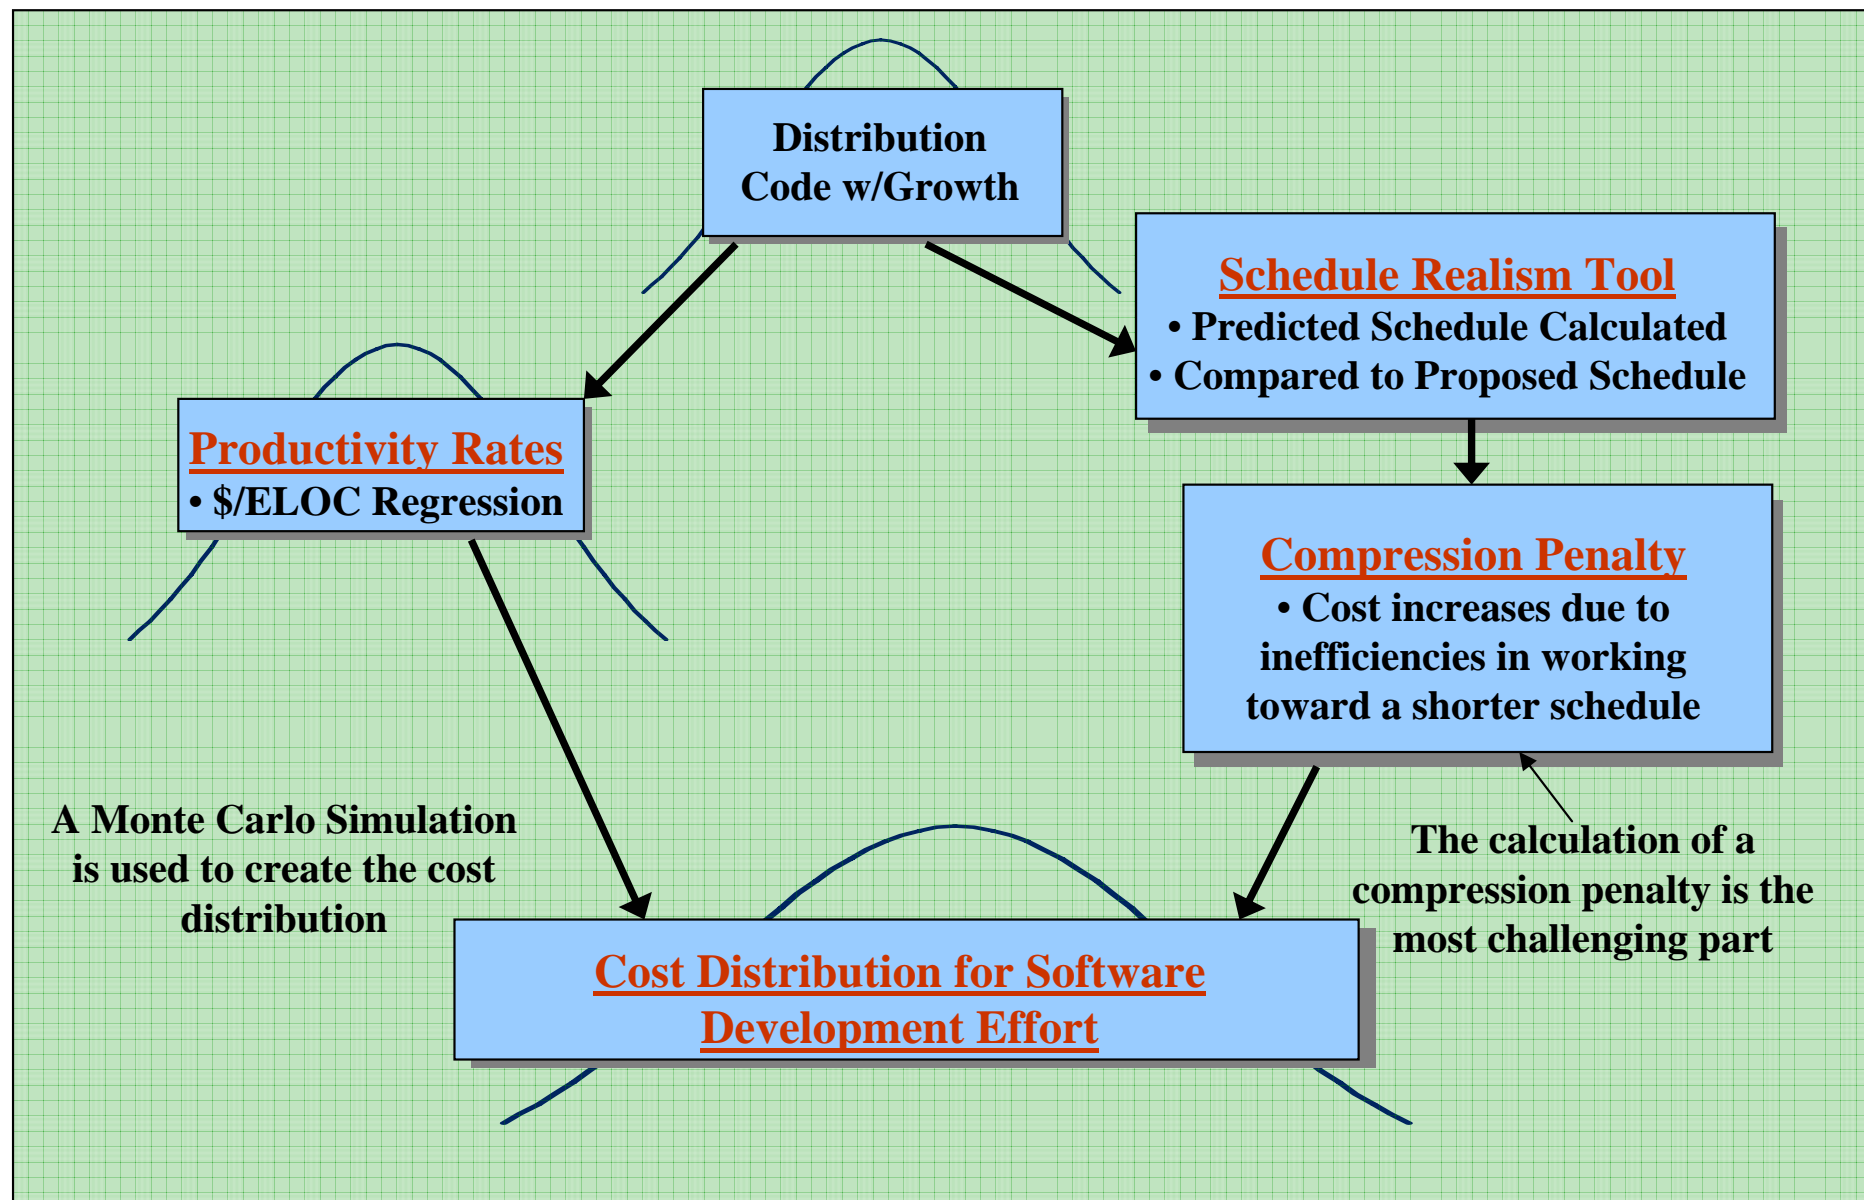 Distribution
Code w/Growth
Schedule Realism Tool
• Predicted Schedule Calculated
• Compared to Proposed Schedule
Productivity Rates
• $/ELOC Regression
Compression Penalty
• Cost increases due to
inefficiencies in working
toward a shorter schedule
A Monte Carlo Simulation
is used to create the cost
distribution
The calculation of a
compression penalty is the
most challenging part
Cost Distribution for Software
Development Effort